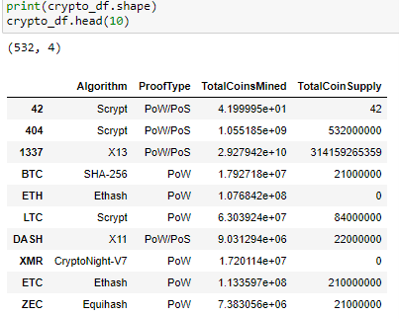 print(crypto_df.shape)
crypto_df.head(10)
(532, 4)
Algorithm ProofType TotalCoinsMined TotalCoinSupply
42 Scrypt PoW/PoS 4.199995e+01 42
404 Scrypt PoW/PoS 1.055185e+09 532000000
1337 X13 PoW/PoS 2.927942e+10 314159265359
BTC SHA-256 PoW 1.792718e+07 21000000
ETH Ethash PoW 1.076842e+08 0
LTC Scrypt PoW 6.303924e+07 84000000
DASH X11 PoW/PoS 9.031294e+06 22000000
XMR CryptoNight-V7 PoW 1.720114e+07 0
ETC Ethash PoW 1.133597e+08 210000000
ZEC Equihash PoW 7.383056e+06 21000000